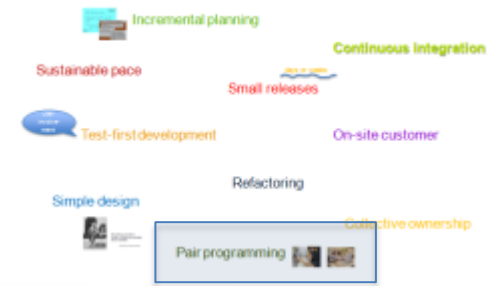 Incremental planning
Continuous integration
Sustainable pace
Small releases
Test-first development
On-site customer
Refactoring
Simple design
Collective ownership
Pair programming